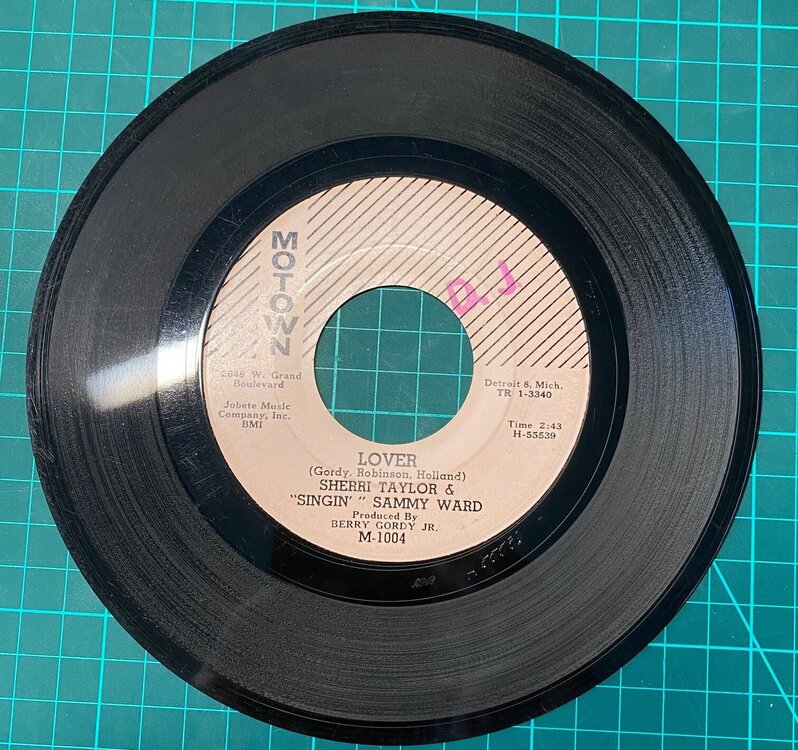 MOTOWN
D.J.
2648 W. Grand
Boulevard
Jobete Music
Company, Inc.
BMI
Detroit 8, Mich.
TR 1-3340
Time 2:43
H-55539
LOVER
(Gordy, Robinson, Holland)
SHERRI TAYLOR &
"SINGIN' " SAMMY WARD
Produced By
BERRY GORDY JR.
M-1004